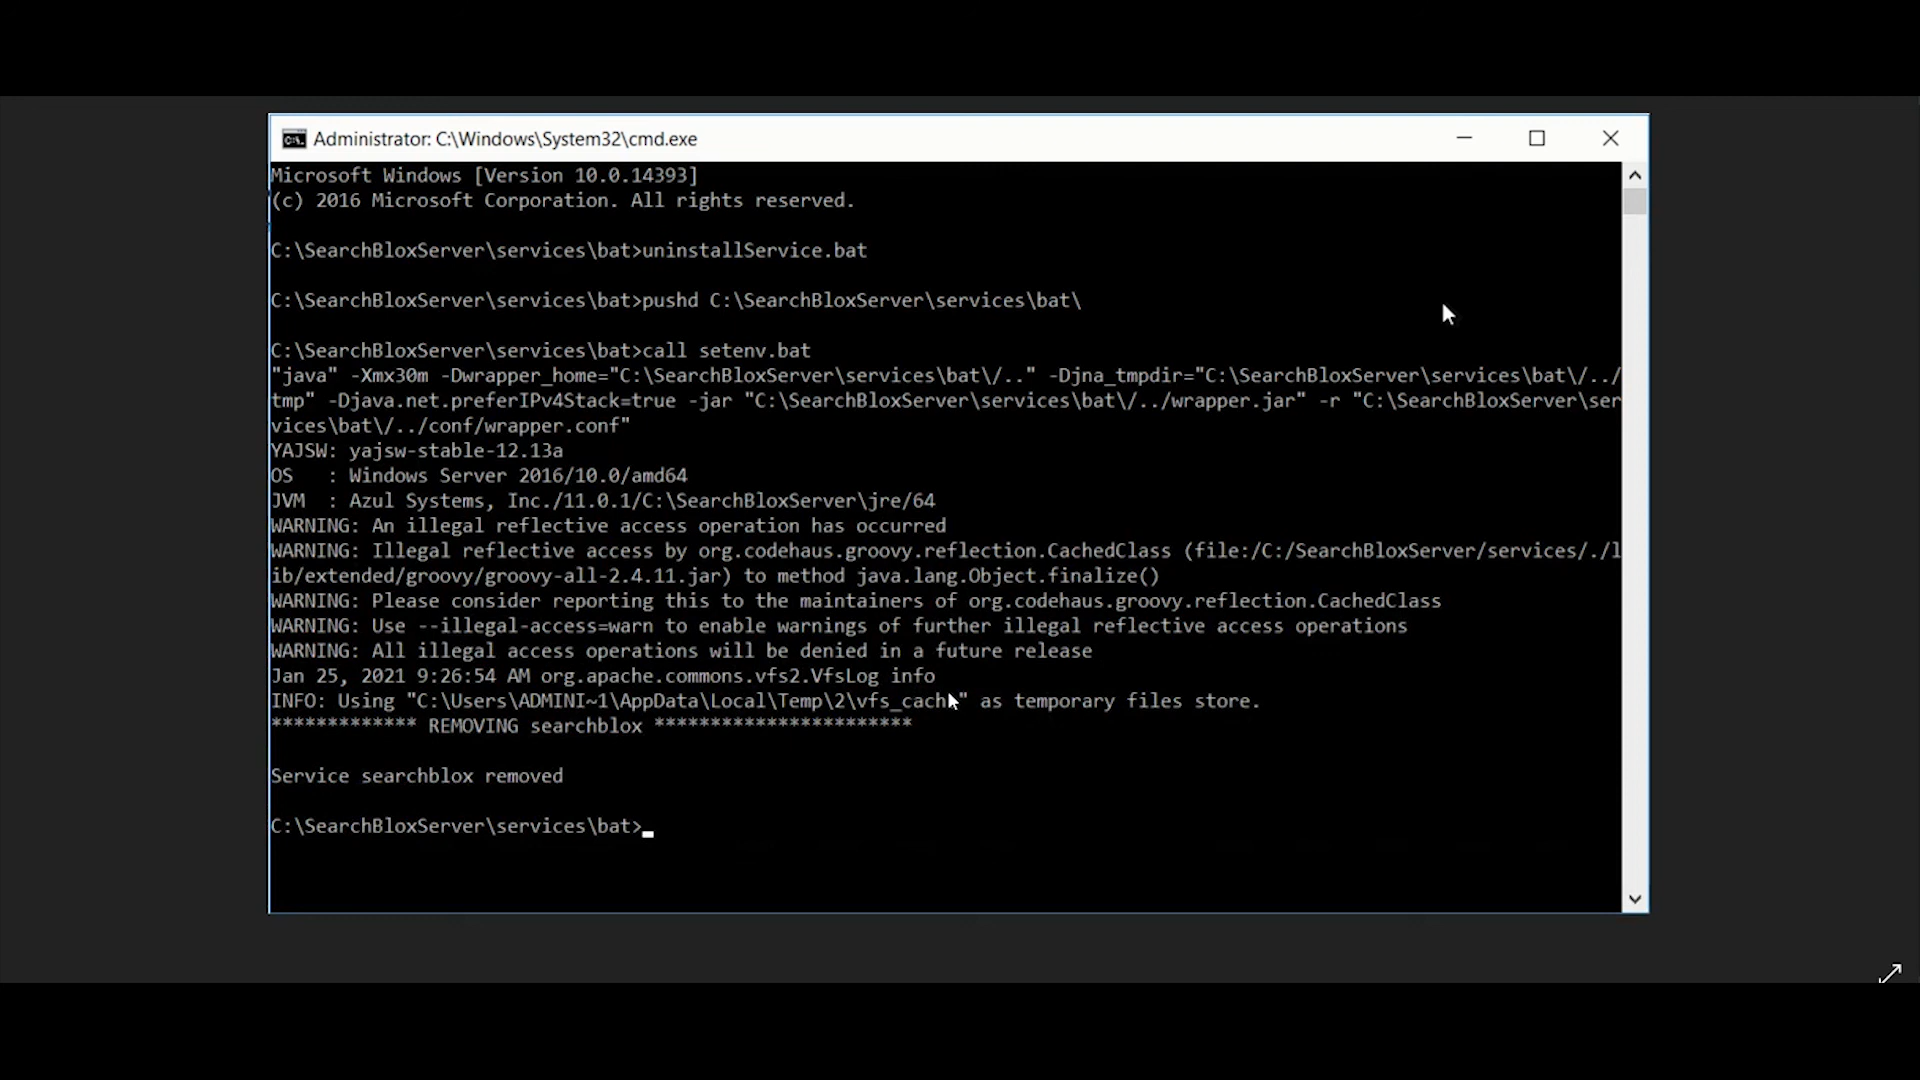 Administrator: C:\Windows\System32\cmd.exe
Microsoft Windows [Version 10.0.14393]
(c) 2016 Microsoft Corporation. All rights reserved.
C:\SearchBloxServer\services\bat>uninstallService.bat
C:\SearchBloxServer\services\bat>pushd C:\SearchBloxServer\services\bat\
C:\SearchBloxServer\services\bat>call setenv.bat
"java" -Xmx30m -Dwrapper_home="C:\SearchBloxServer\services\bat\/.." -Djna_tmpdir="C:\SearchBloxServer\services\bat\/../
tmp" -Djava.net.preferIPv4Stack=true -jar "C:\SearchBloxServer\services\bat\/../wrapper.jar" -r "C:\SearchBloxServer\ser
vices\bat\/../conf/wrapper.conf"
YAJSW: yajsw-stable-12.13a
OS   : Windows Server 2016/10.0/amd64
JVM  : Azul Systems, Inc./11.0.1/C:\SearchBloxServer\jre/64
WARNING: An illegal reflective access operation has occurred
WARNING: Illegal reflective access by org.codehaus.groovy.reflection.CachedClass (file:/C:/SearchBloxServer/services/./l
ib/extended/groovy/groovy-all-2.4.11.jar) to method java.lang.Object.finalize()
WARNING: Please consider reporting this to the maintainers of org.codehaus.groovy.reflection.CachedClass
WARNING: Use --illegal-access=warn to enable warnings of further illegal reflective access operations
WARNING: All illegal access operations will be denied in a future release
Jan 25, 2021 9:26:54 AM org.apache.commons.vfs2.VfsLog info
INFO: Using "C:\Users\ADMINI~1\AppData\Local\Temp\2\vfs_cache" as temporary files store.
************* REMOVING searchblox ***********************
Service searchblox removed
C:\SearchBloxServer\services\bat>